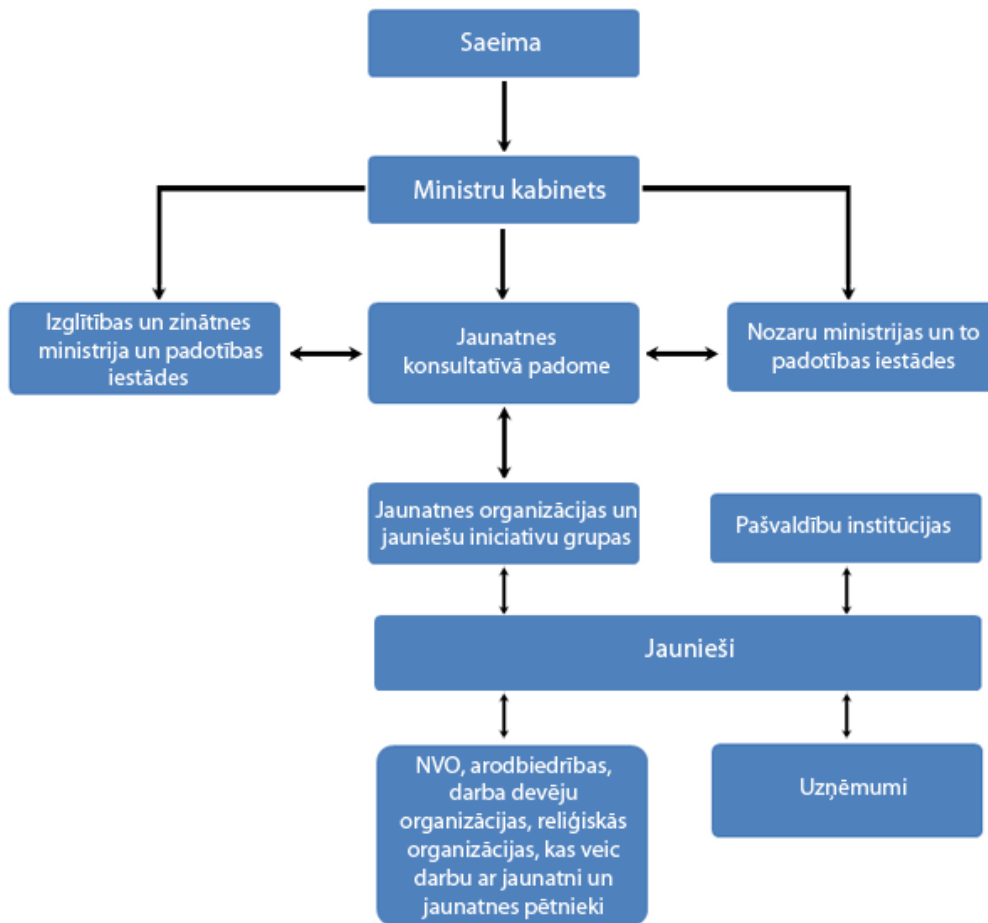 Saeima
Ministru kabinets
Izglītības un zinātnes
ministrija un padotības
iestādes
Jaunatnes
konsultatīvā padome
Nozaru ministrijas un to
padotības iestādes
Jaunatnes organizācijas un
jauniešu iniciativu grupas
Pašvaldību institūcijas
Jaunieši
NVO, arodbiedrības,
darba devēju
organizācijas, reliģiskās
organizācijas, kas veic
darbu ar jaunatni un
jaunatnes pētnieki
Uzņēmumi